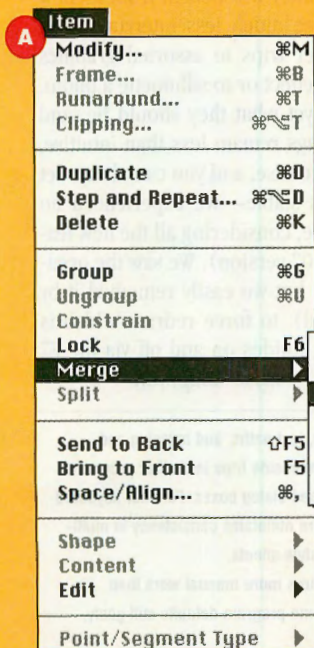 Item
A
Modify... ⌘M
Frame... ⌘B
Runaround... ⌘T
Clipping... ⌘⌥T
Duplicate ⌘D
Step and Repeat... ⌘⌥D
Delete ⌘K
Group ⌘G
Ungroup ⌘U
Constrain
Lock F6
Merge
Split
Send to Back ⇧F5
Bring to Front F5
Space/Align... ⌘,
Shape
Content
Edit
Point/Segment Type